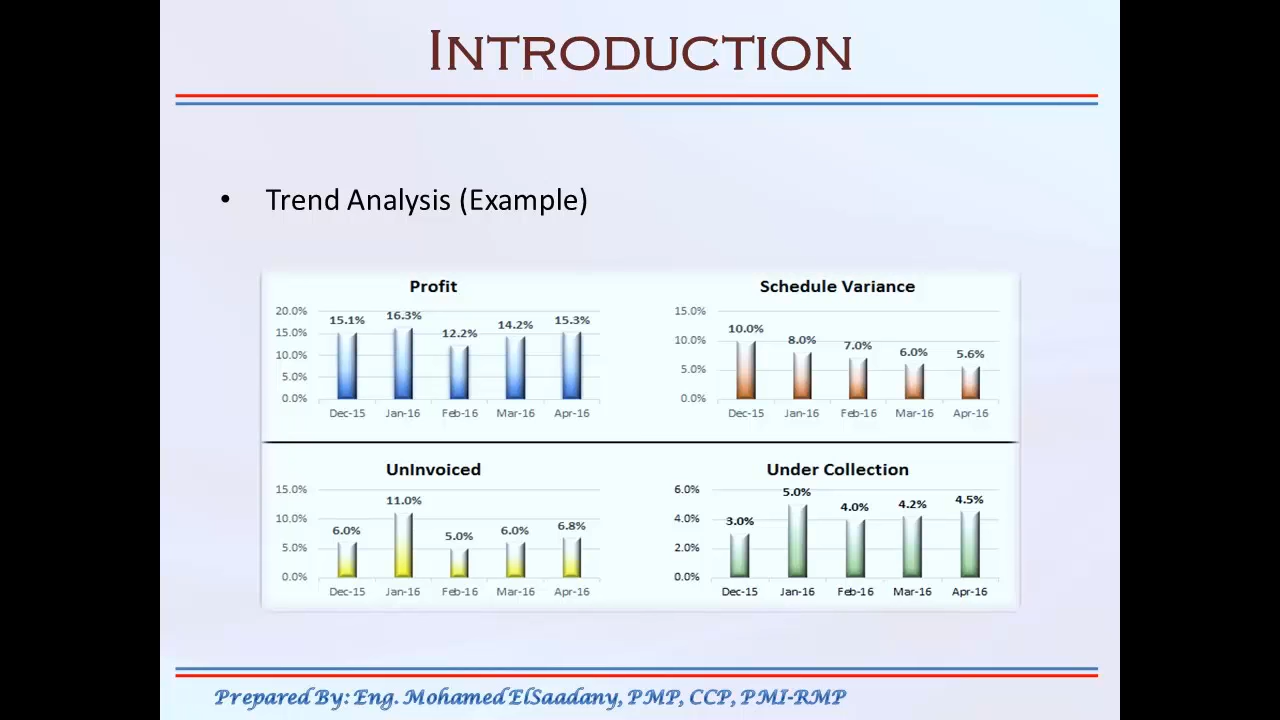 INTRODUCTION
• Trend Analysis (Example)
Profit
20.0%
15.0%
10.0%
5.0%
0.0%
15.1% 16.3% 12.2% 14.2% 15.3%
Dec-15 Jan-16 Feb-16 Mar-16 Apr-16
Schedule Variance
15.0%
10.0%
5.0%
0.0%
10.0% 8.0% 7.0% 6.0% 5.6%
Dec-15 Jan-16 Feb-16 Mar-16 Apr-16
UnInvoiced
15.0%
10.0%
5.0%
0.0%
6.0% 11.0% 5.0% 6.0% 6.8%
Dec-15 Jan-16 Feb-16 Mar-16 Apr-16
Under Collection
6.0%
4.0%
2.0%
0.0%
3.0% 5.0% 4.0% 4.2% 4.5%
Dec-15 Jan-16 Feb-16 Mar-16 Apr-16
Prepared By: Eng. Mohamed ElSaadany, PMP, CCP, PMI-RMP